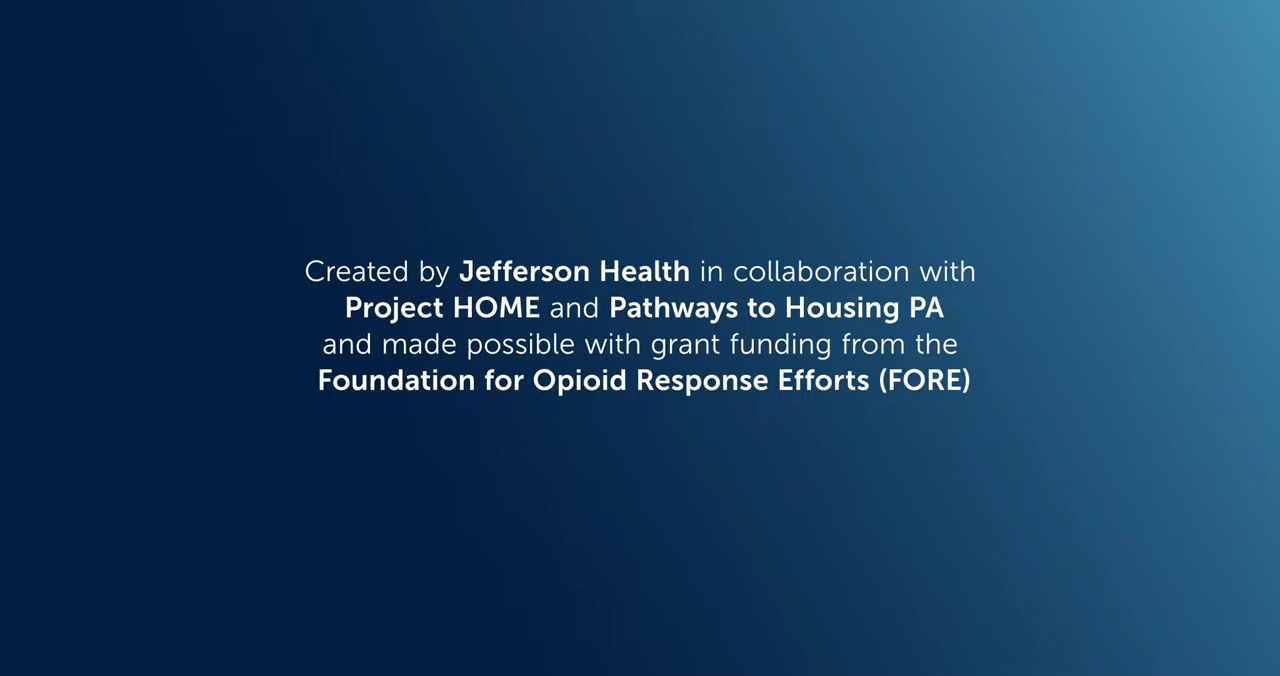 Created by Jefferson Health in collaboration with
Project HOME and Pathways to Housing PA
and made possible with grant funding from the
Foundation for Opioid Response Efforts (FORE)